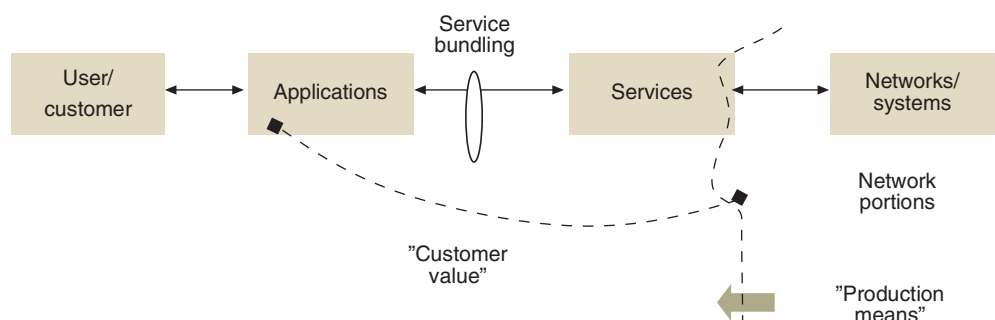 Service
bundling
User/
customer
Applications
Services
Networks/
systems
Network
portions
”Customer
value”
”Production
means”